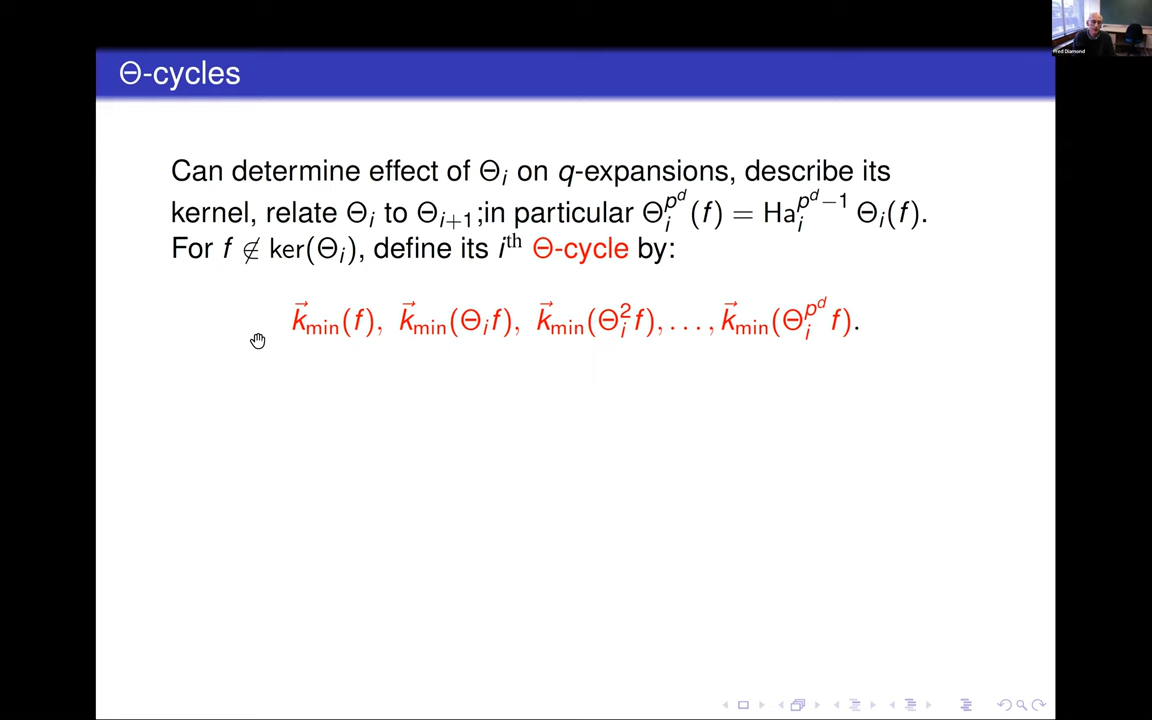 Θ-cycles
Fred Diamond
Can determine effect of Θ_i on q-expansions, describe its
kernel, relate Θ_i to Θ_{i+1};in particular Θ_i^{p^d}(f) = Ha_i^{p^d−1} Θ_i(f).
For f ∉ ker(Θ_i), define its i^th Θ-cycle by:
k⃗_min(f), k⃗_min(Θ_i f), k⃗_min(Θ_i^2 f), . . . , k⃗_min(Θ_i^{p^d} f).